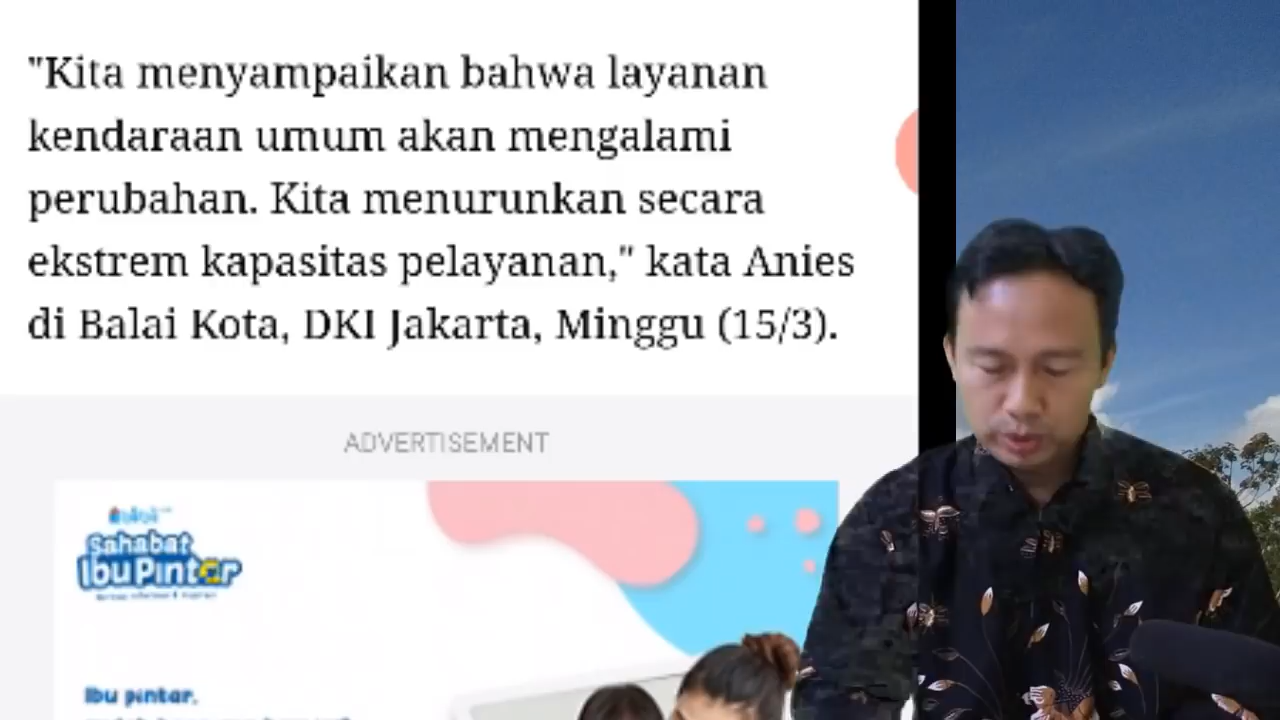 "Kita menyampaikan bahwa layanan
kendaraan umum akan mengalami
perubahan. Kita menurunkan secara
ekstrem kapasitas pelayanan," kata Anies
di Balai Kota, DKI Jakarta, Minggu (15/3).
ADVERTISEMENT
Sahabat
Ibu Pintar
Ibu pintar,